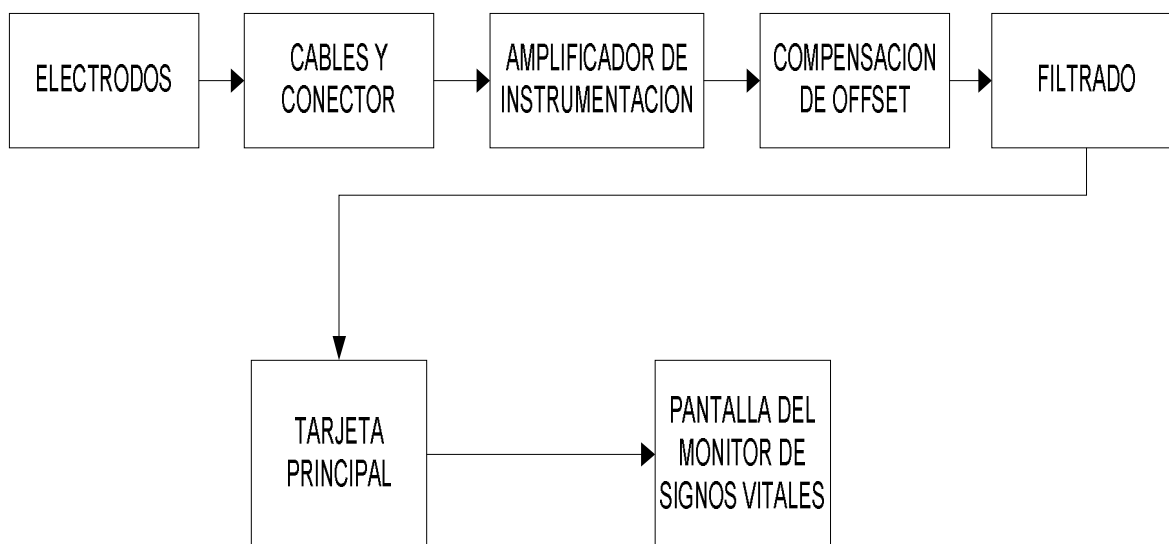 ELECTRODOS
CABLES Y
CONECTOR
AMPLIFICADOR DE
INSTRUMENTACION
COMPENSACION
DE OFFSET
FILTRADO
TARJETA
PRINCIPAL
PANTALLA DEL
MONITOR DE
SIGNOS VITALES